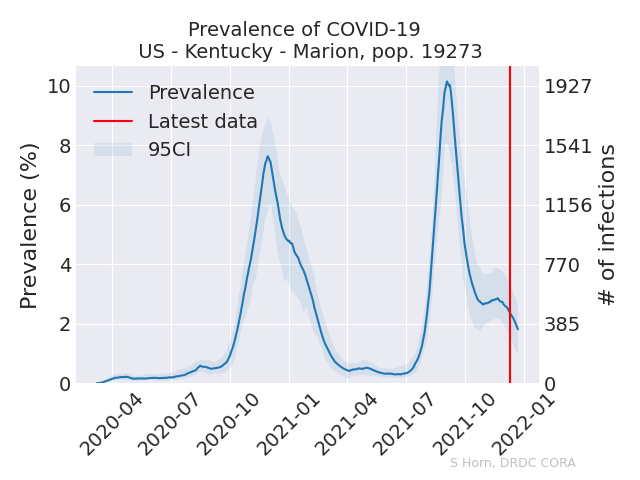 Prevalence of COVID-19
US - Kentucky - Marion, pop. 19273
Prevalence
Latest data
95CI
Prevalence (%)
10
8
6
4
2
0
1927
1541
1156
770
385
0
# of infections
2020-04
2020-07
2020-10
2021-01
2021-04
2021-07
2021-10
2022-01
S Horn, DRDC CORA